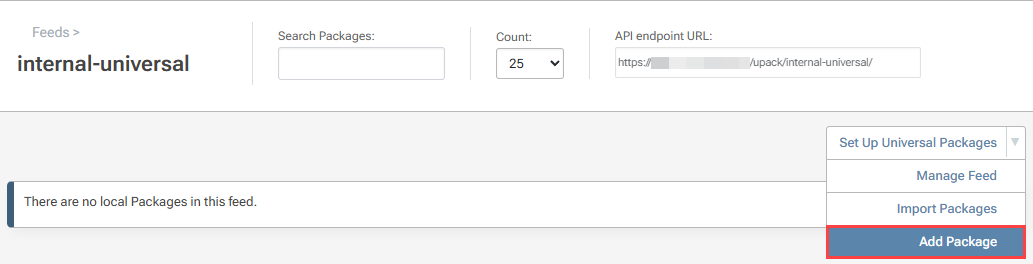 Feeds >
internal-universal
Search Packages:
Count:
25
API endpoint URL:
https:// /upack/internal-universal/
Set Up Universal Packages
Manage Feed
There are no local Packages in this feed.
Import Packages
Add Package